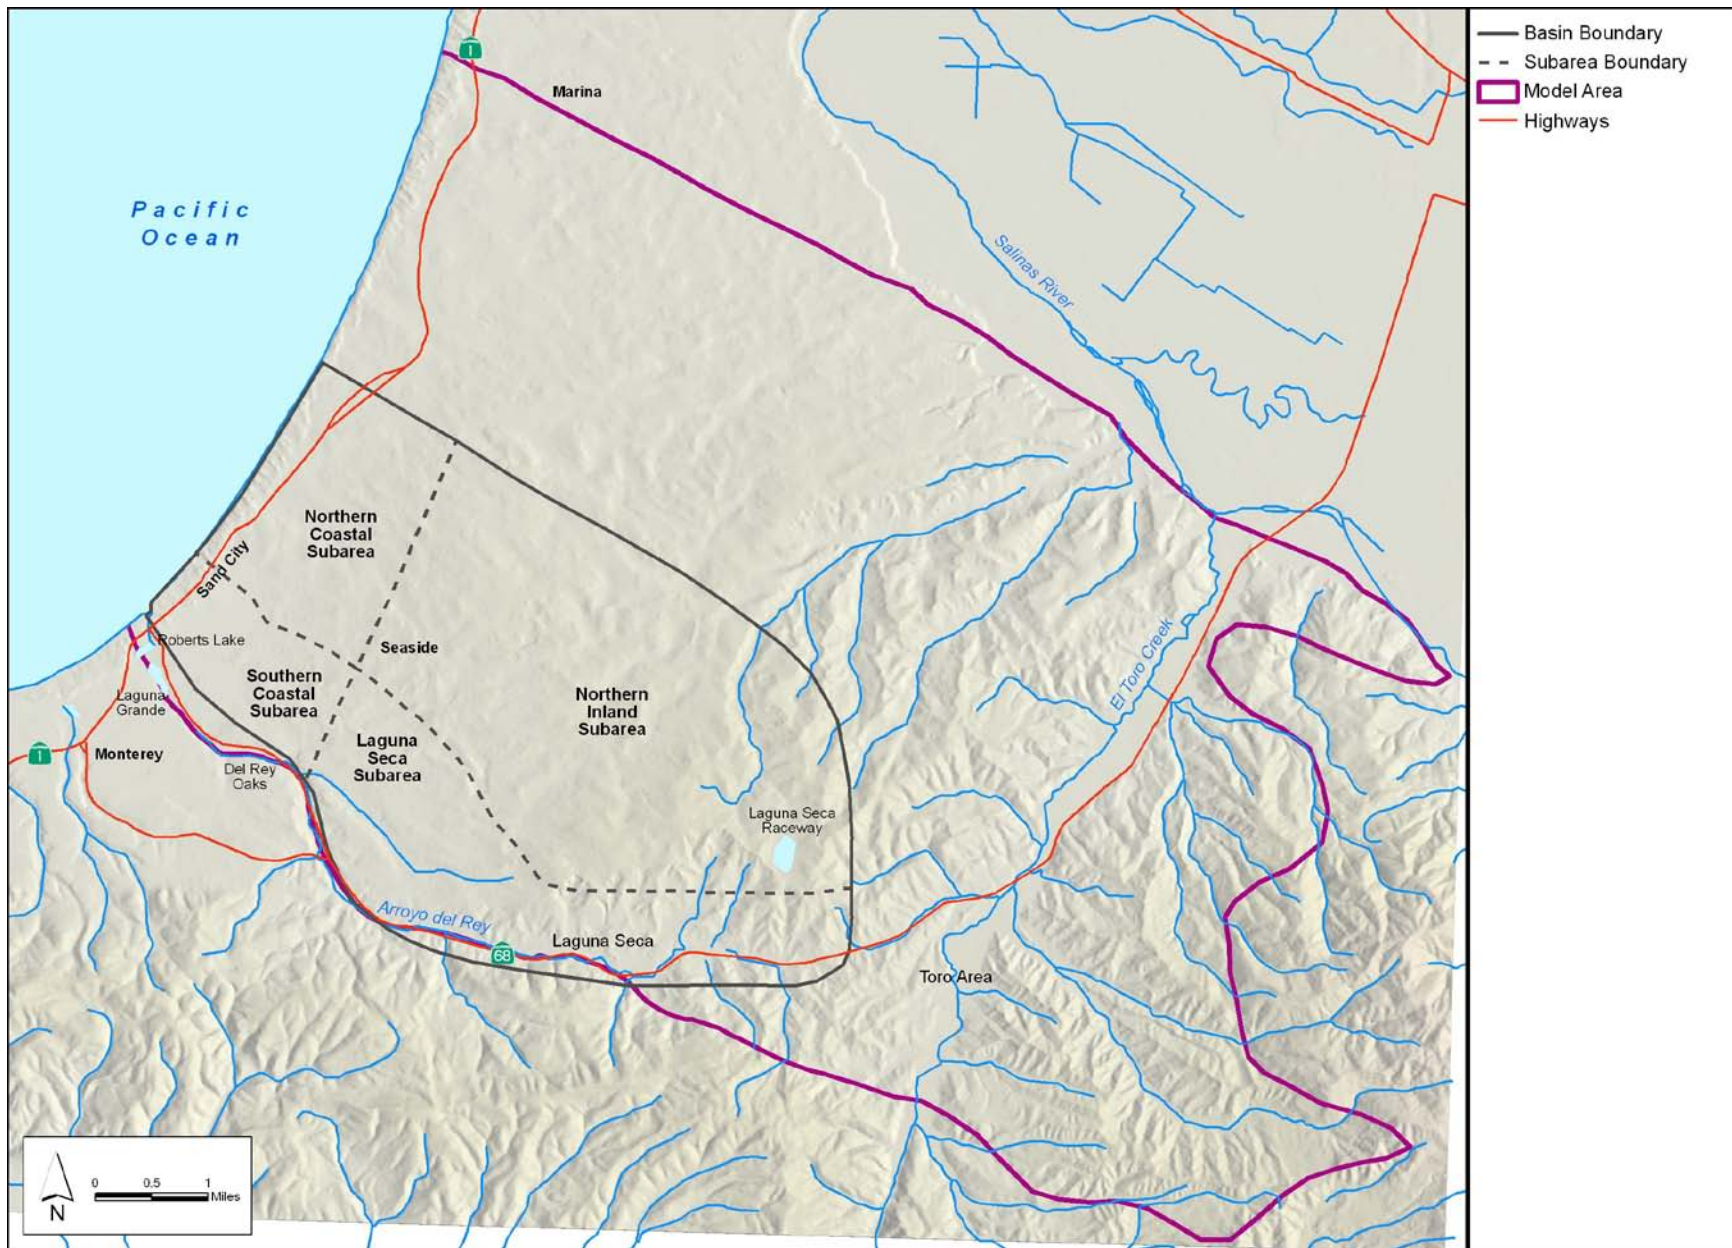 1
Marina
Pacific
Ocean
Salinas River
Northern
Coastal
Subarea
Sand City
Roberts Lake
Seaside
Southern
Coastal
Subarea
Northern
Inland
Subarea
El Toro Creek
Laguna
Grande
1
Monterey
Laguna
Seca
Subarea
Del Rey
Oaks
Laguna Seca
Raceway
Arroyo del Rey
68
Laguna Seca
Toro Area
N
0 0.5 1
Miles
Basin Boundary
Subarea Boundary
Model Area
Highways